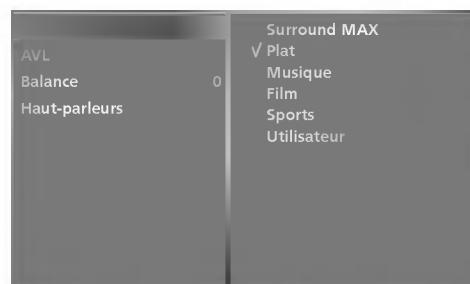 AVL
Balance 0
Haut-parleurs
Surround MAX
√ Plat
Musique
Film
Sports
Utilisateur